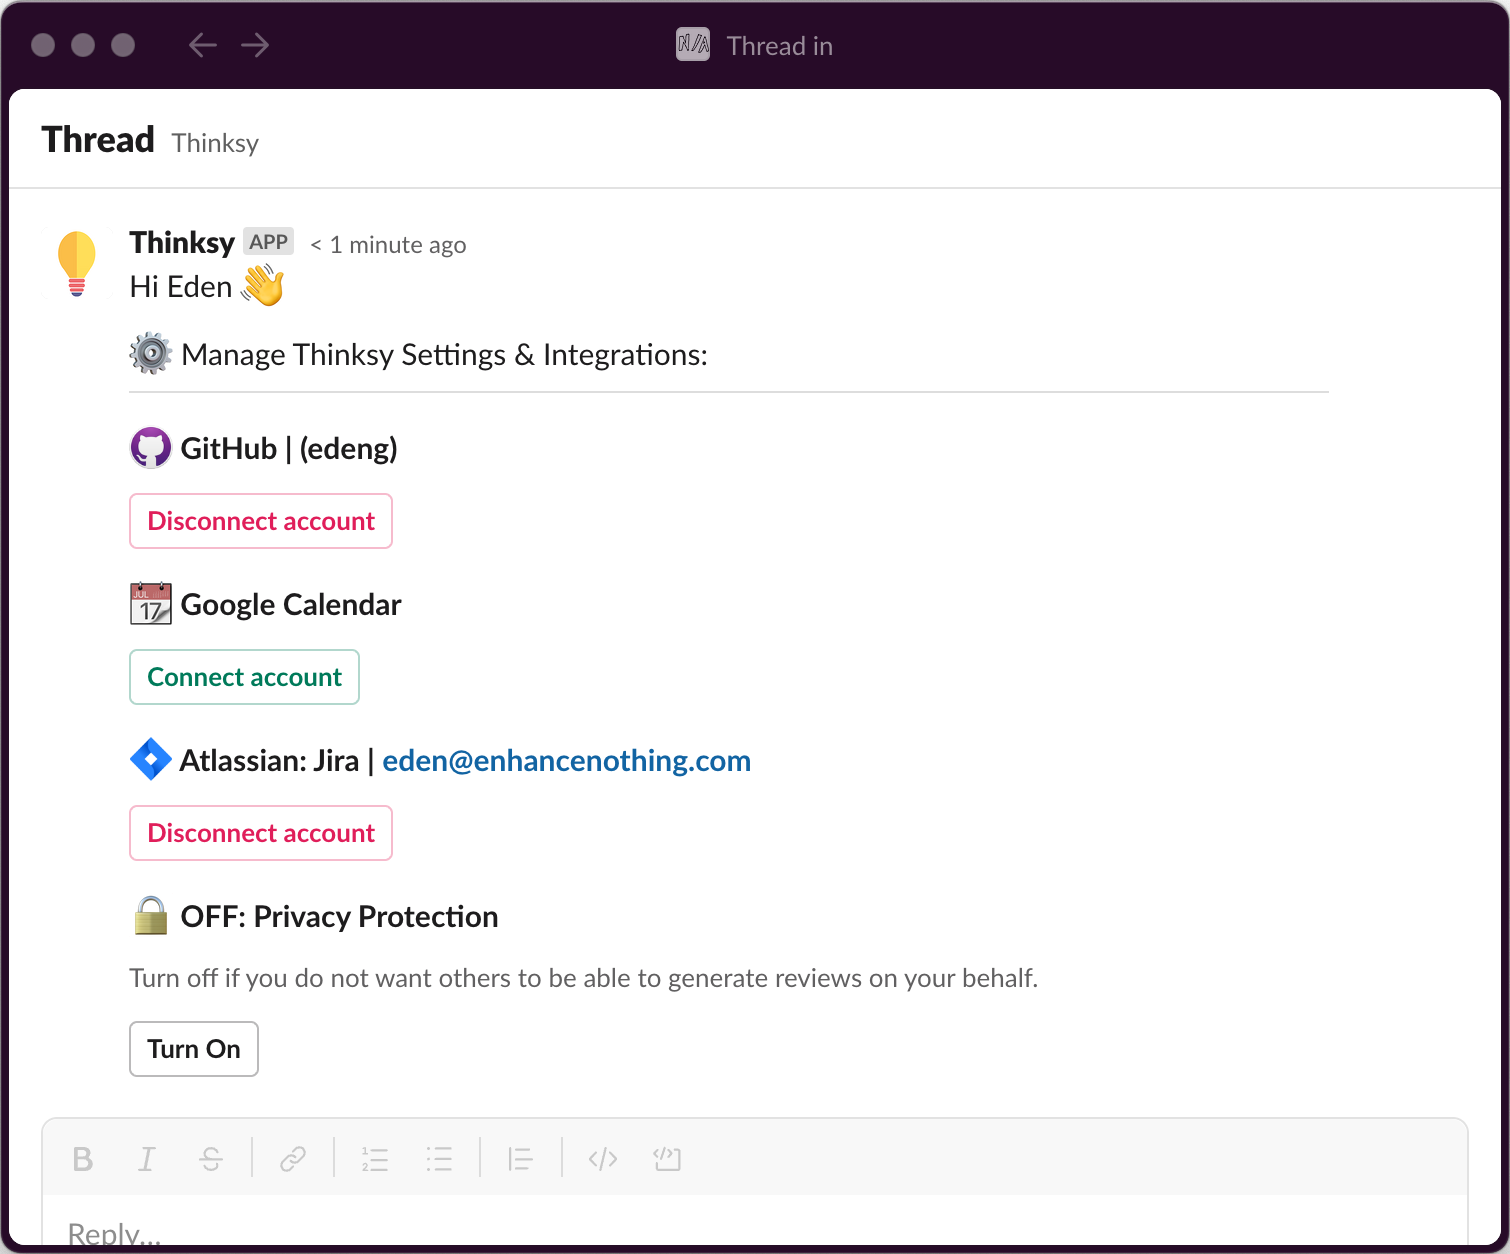 N/A Thread in
Thread Thinksy
Thinksy APP < 1 minute ago
Hi Eden 👋
⚙️ Manage Thinksy Settings & Integrations:
GitHub | (edeng)
Disconnect account
JUL
17
Google Calendar
Connect account
Atlassian: Jira | eden@enhancenothing.com
Disconnect account
🔒 OFF: Privacy Protection
Turn off if you do not want others to be able to generate reviews on your behalf.
Turn On
Reply...